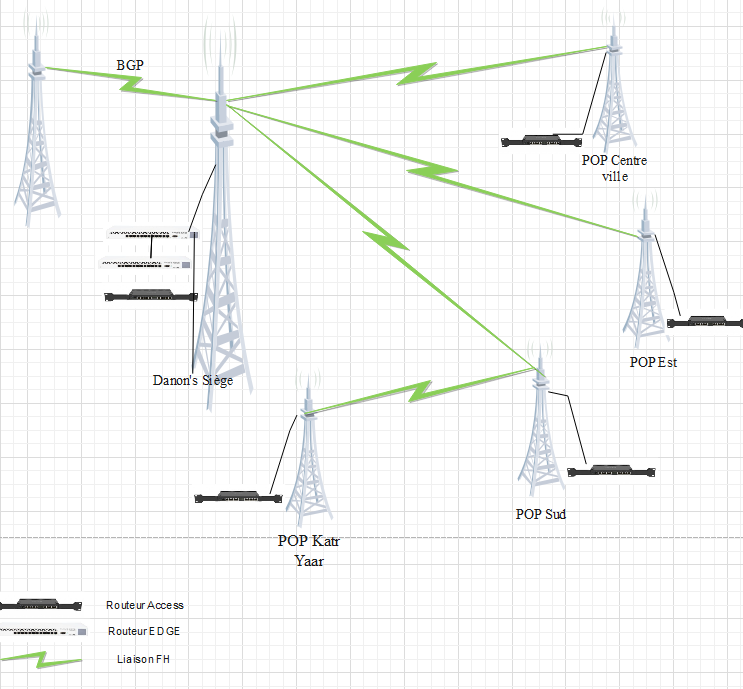 BGP
POP Centre
ville
POP Est
Danon's Siège
POP Sud
POP Katr
Yaar
Routeur Access
Routeur EDGE
Liaison FH